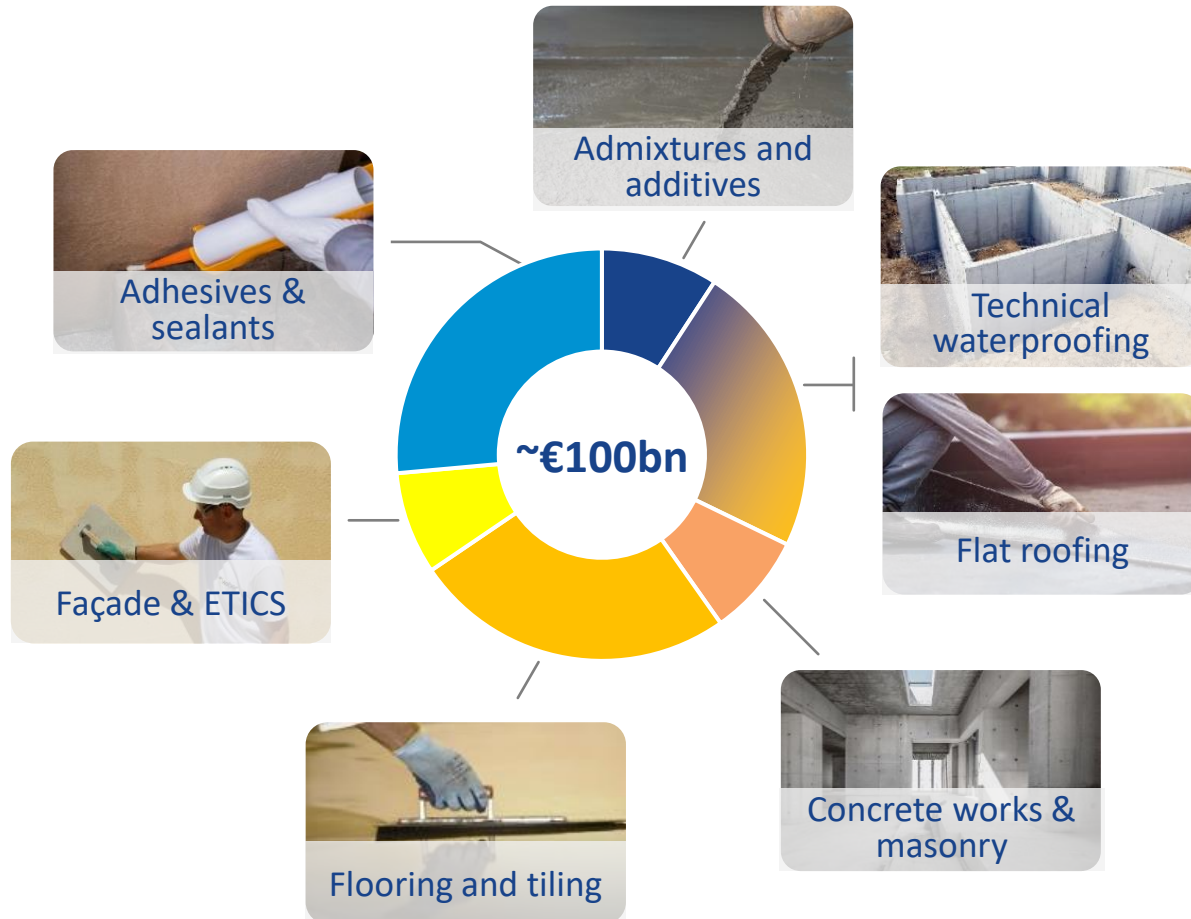 Admixtures and
additives
Adhesives &
sealants
Technical
waterproofing
~€100bn
Flat roofing
Façade & ETICS
Concrete works &
masonry
Flooring and tiling